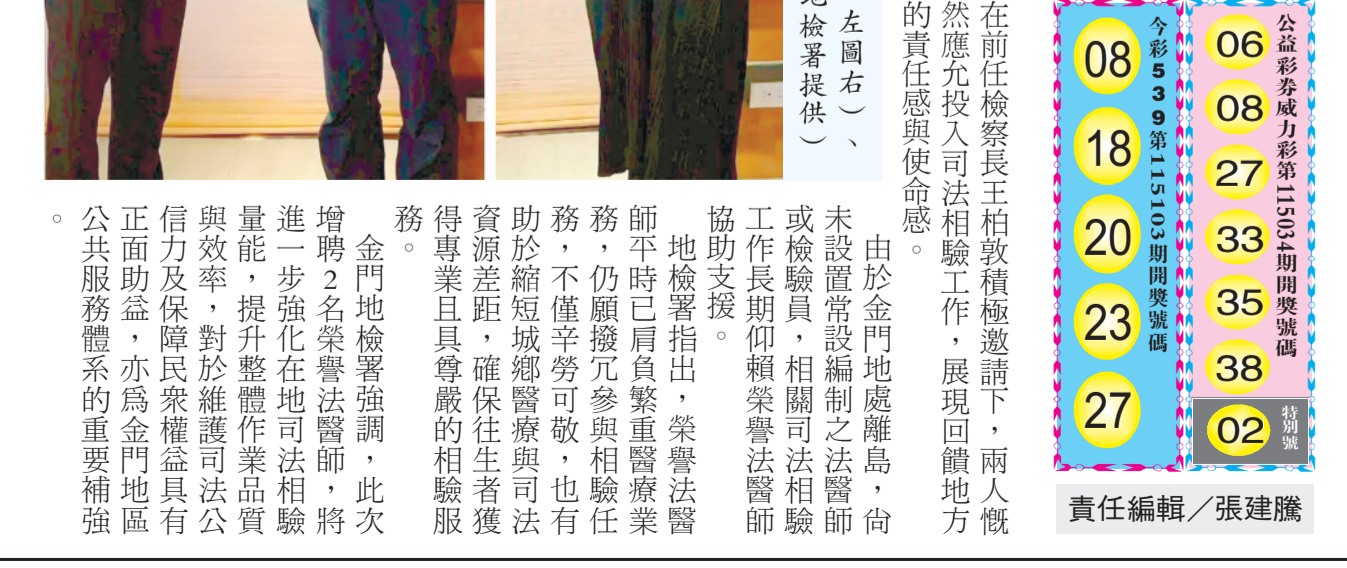 公益彩券威力彩第115034期開獎號碼
06
08
27
33
35
38
特別號
02
今彩539第115103期開獎號碼
08
18
20
23
27
責任編輯／張建騰
在前任檢察長王柏敦積極邀請下，兩人慨
然應允投入司法相驗工作，展現回饋地方
的責任感與使命感。
左圖右）、
檢署提供）
由於金門地處離島，尚
未設置常設編制之法醫師
或檢驗員，相關司法相驗
工作長期仰賴榮譽法醫師
協助支援。
地檢署指出，榮譽法醫
師平時已肩負繁重醫療業
務，仍願撥冗參與相驗任
務，不僅辛勞可敬，也有
助於縮短城鄉醫療與司法
資源差距，確保往生者獲
得專業且具尊嚴的相驗服
務。
金門地檢署強調，此次
增聘2名榮譽法醫師，將
進一步強化在地司法相驗
量能，提升整體作業品質
與效率，對於維護司法公
信力及保障民衆權益具有
正面助益，亦爲金門地區
公共服務體系的重要補強
。